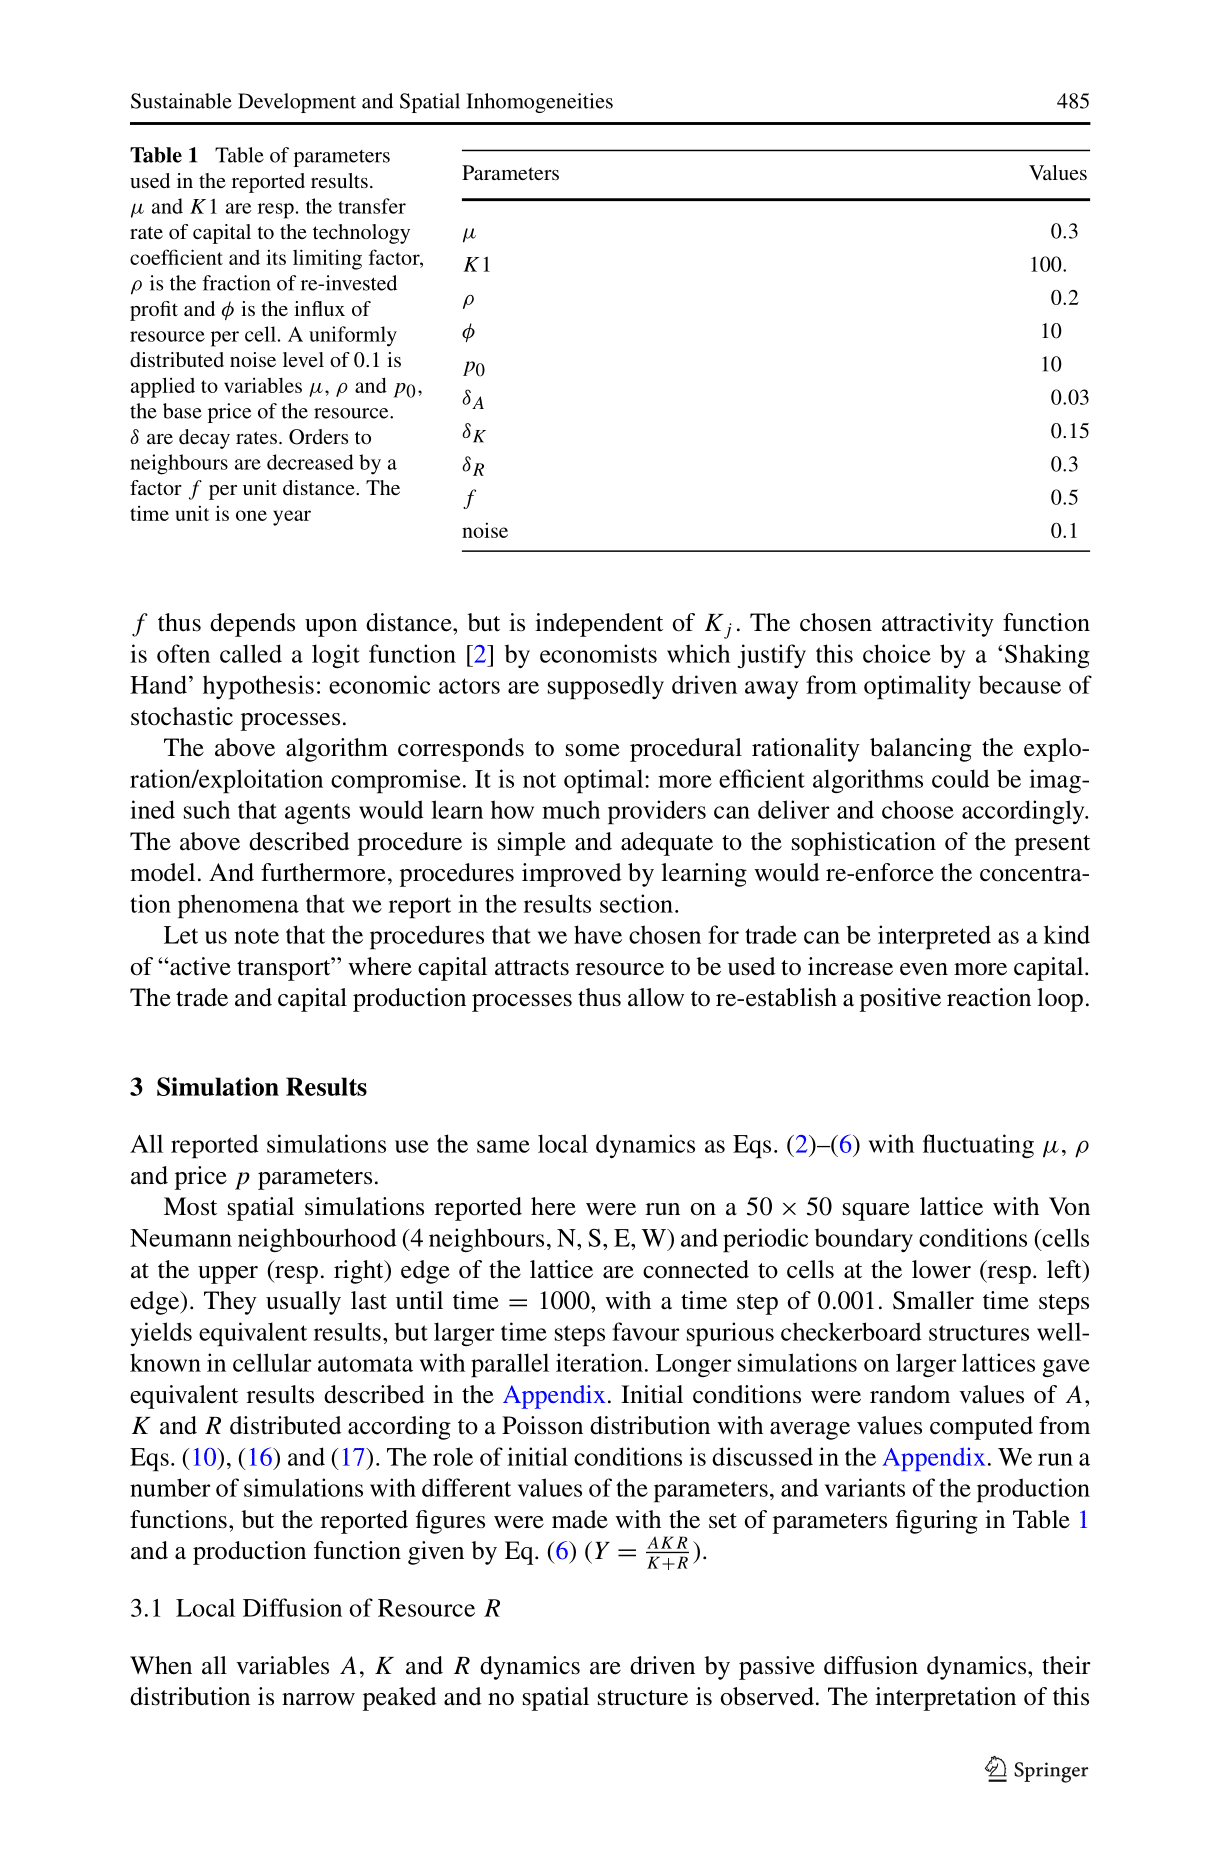 Sustainable Development and Spatial Inhomogeneities 485
Table 1 Table of parameters
used in the reported results.
μ and K1 are resp. the transfer
rate of capital to the technology
coefficient and its limiting factor,
ρ is the fraction of re-invested
profit and ϕ is the influx of
resource per cell. A uniformly
distributed noise level of 0.1 is
applied to variables μ, ρ and p0,
the base price of the resource.
δ are decay rates. Orders to
neighbours are decreased by a
factor f per unit distance. The
time unit is one year
Parameters Values
μ 0.3
K1 100.
ρ 0.2
ϕ 10
p0 10
δA 0.03
δK 0.15
δR 0.3
f 0.5
noise 0.1
f thus depends upon distance, but is independent of Kj. The chosen attractivity function
is often called a logit function [2] by economists which justify this choice by a ‘Shaking
Hand’ hypothesis: economic actors are supposedly driven away from optimality because of
stochastic processes.
The above algorithm corresponds to some procedural rationality balancing the explo-
ration/exploitation compromise. It is not optimal: more efficient algorithms could be imag-
ined such that agents would learn how much providers can deliver and choose accordingly.
The above described procedure is simple and adequate to the sophistication of the present
model. And furthermore, procedures improved by learning would re-enforce the concentra-
tion phenomena that we report in the results section.
Let us note that the procedures that we have chosen for trade can be interpreted as a kind
of “active transport” where capital attracts resource to be used to increase even more capital.
The trade and capital production processes thus allow to re-establish a positive reaction loop.
3 Simulation Results
All reported simulations use the same local dynamics as Eqs. (2)–(6) with fluctuating μ, ρ
and price p parameters.
Most spatial simulations reported here were run on a 50 × 50 square lattice with Von
Neumann neighbourhood (4 neighbours, N, S, E, W) and periodic boundary conditions (cells
at the upper (resp. right) edge of the lattice are connected to cells at the lower (resp. left)
edge). They usually last until time = 1000, with a time step of 0.001. Smaller time steps
yields equivalent results, but larger time steps favour spurious checkerboard structures well-
known in cellular automata with parallel iteration. Longer simulations on larger lattices gave
equivalent results described in the Appendix. Initial conditions were random values of A,
K and R distributed according to a Poisson distribution with average values computed from
Eqs. (10), (16) and (17). The role of initial conditions is discussed in the Appendix. We run a
number of simulations with different values of the parameters, and variants of the production
functions, but the reported figures were made with the set of parameters figuring in Table 1
and a production function given by Eq. (6) (Y = AKR/K+R).
3.1 Local Diffusion of Resource R
When all variables A, K and R dynamics are driven by passive diffusion dynamics, their
distribution is narrow peaked and no spatial structure is observed. The interpretation of this
Springer